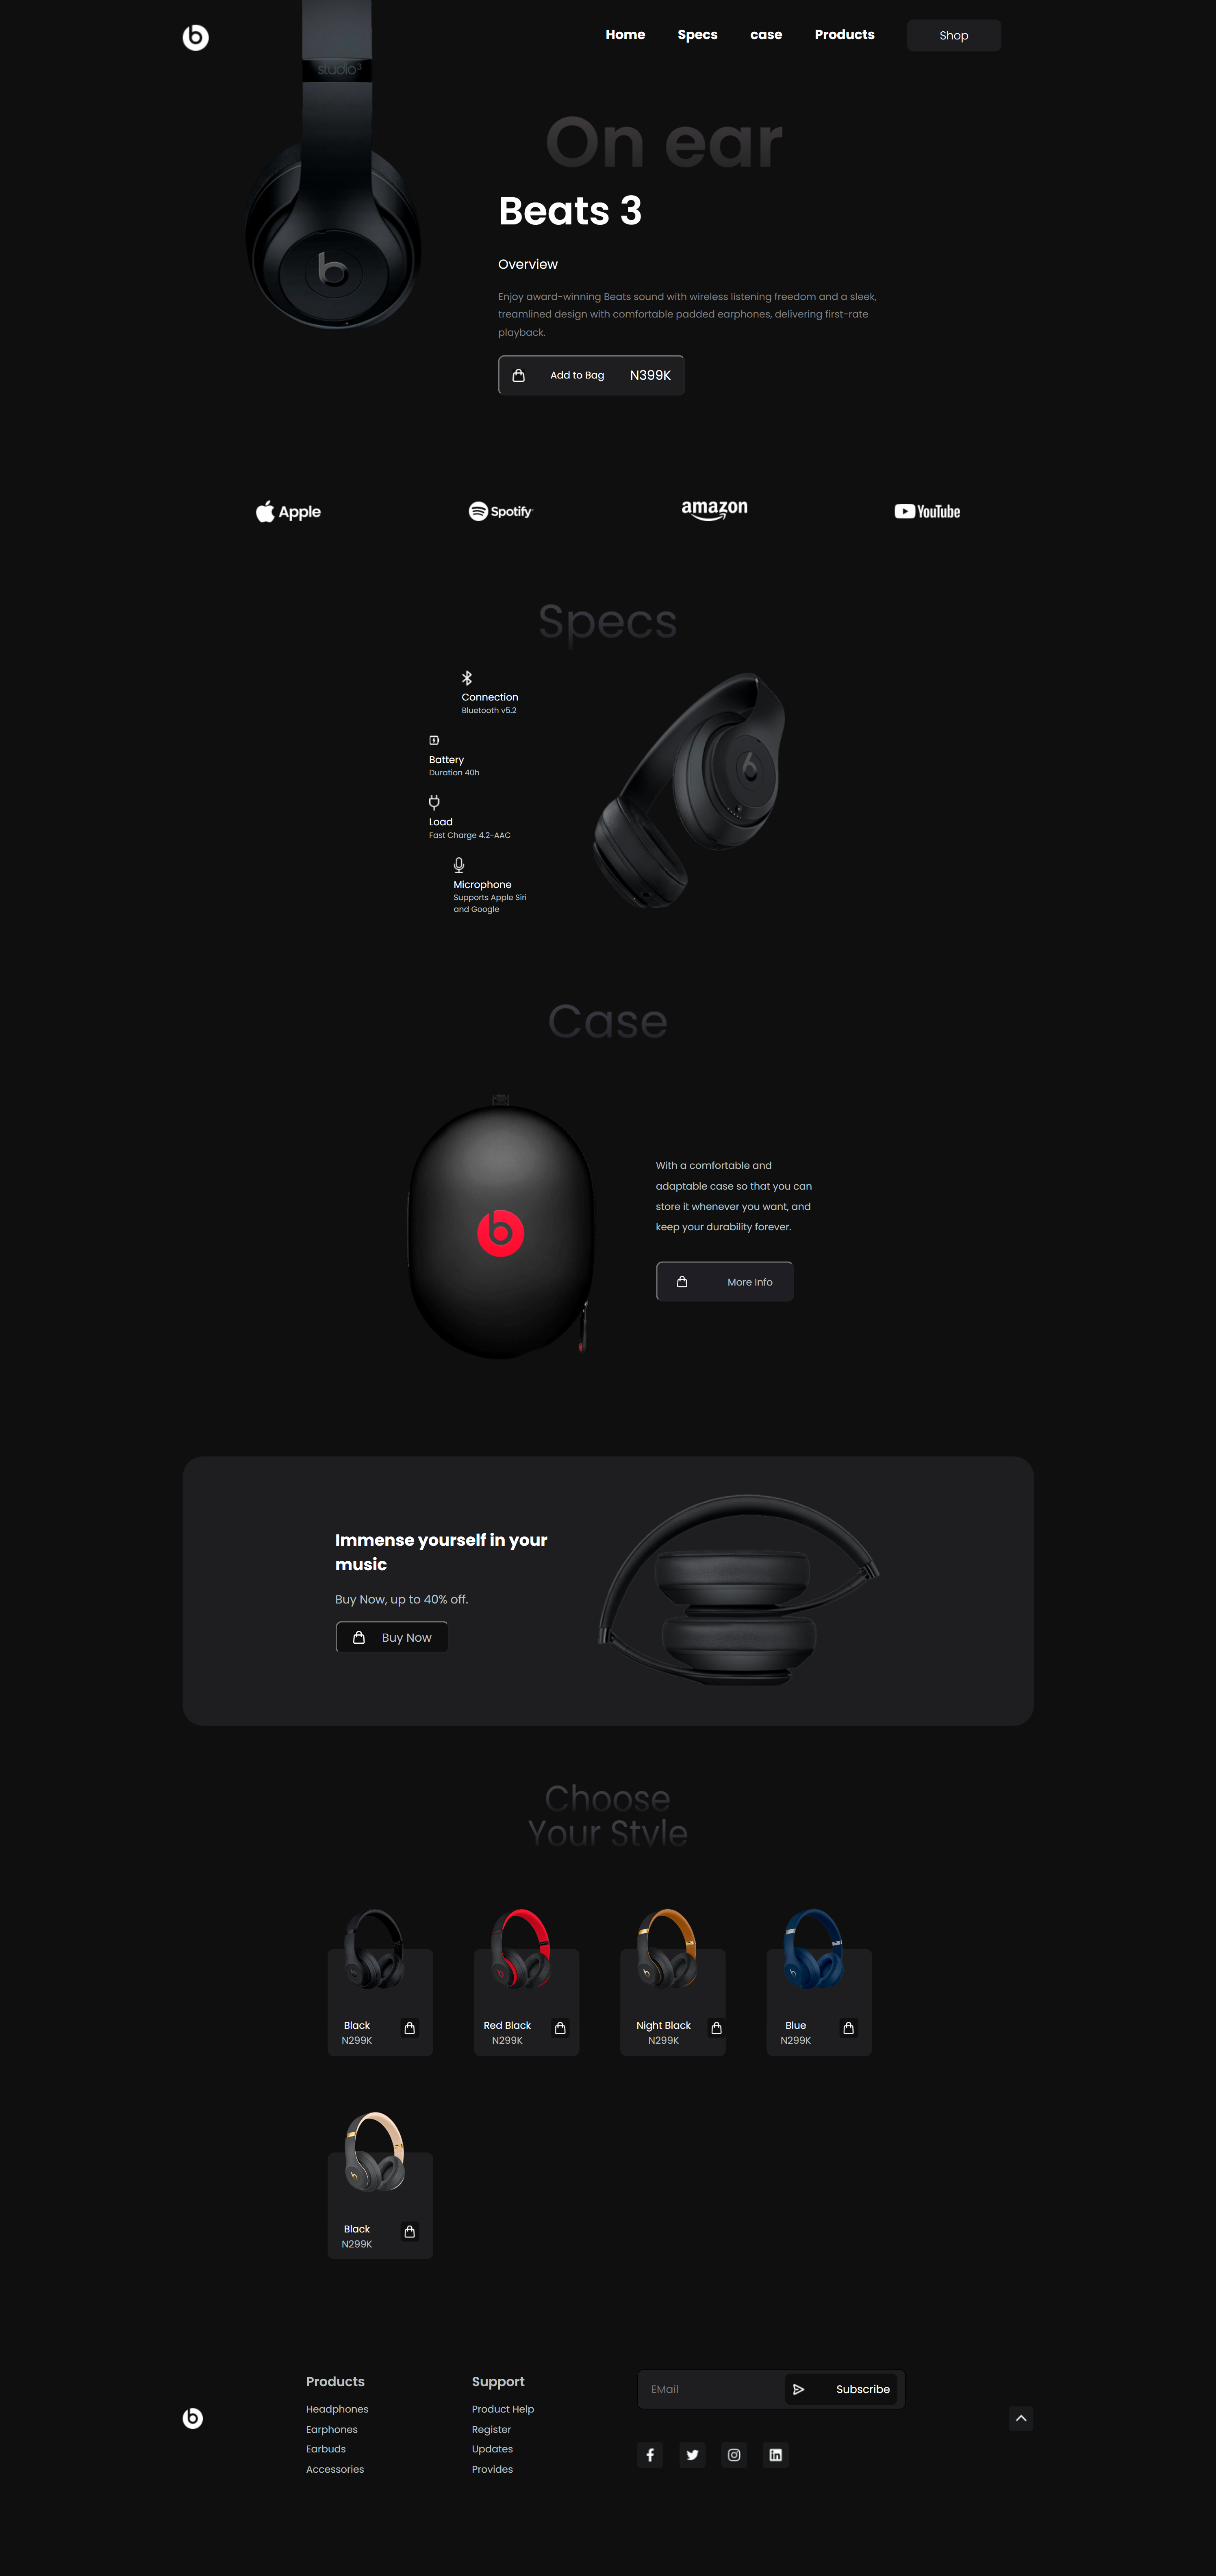 Home Specs case Products Shop
studio3
On ear
Beats 3
Overview
Enjoy award-winning Beats sound with wireless listening freedom and a sleek,
treamlined design with comfortable padded earphones, delivering first-rate
playback.
Add to Bag N399K
Apple Spotify amazon YouTube
Specs
Connection
Bluetooth v5.2
Battery
Duration 40h
Load
Fast Charge 4.2-AAC
Microphone
Supports Apple Siri
and Google
Case
With a comfortable and
adaptable case so that you can
store it whenever you want, and
keep your durability forever.
More Info
Immense yourself in your
music
Buy Now, up to 40% off.
Buy Now
Choose
Your Style
Black
N299K
Red Black
N299K
Night Black
N299K
Blue
N299K
Black
N299K
Products
Headphones
Earphones
Earbuds
Accessories
Support
Product Help
Register
Updates
Provides
EMail Subscribe